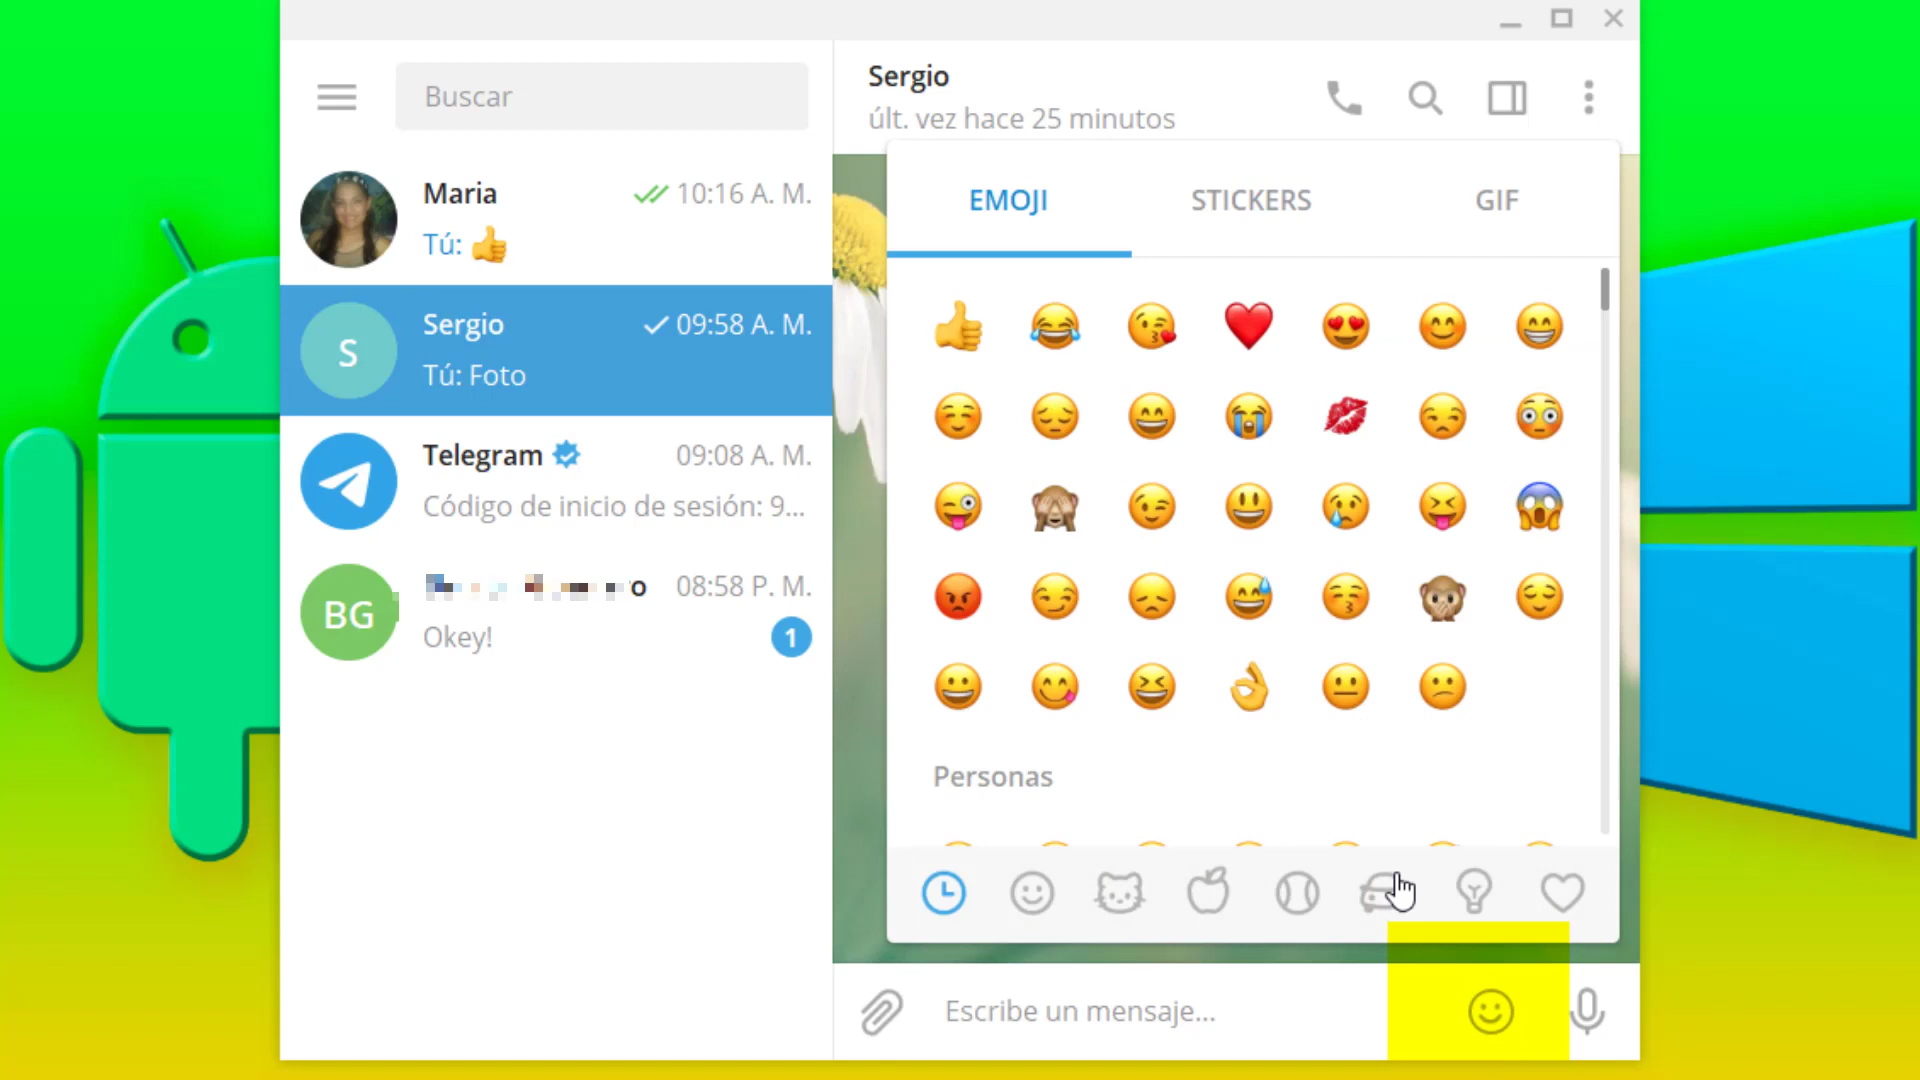 Buscar
Maria
10:16 A. M.
Tú: 👍
S
Sergio
09:58 A. M.
Tú: Foto
Telegram
09:08 A. M.
Código de inicio de sesión: 9...
BG
o
08:58 P. M.
Okey!
1
Sergio
últ. vez hace 25 minutos
EMOJI
STICKERS
GIF
Personas
Escribe un mensaje...